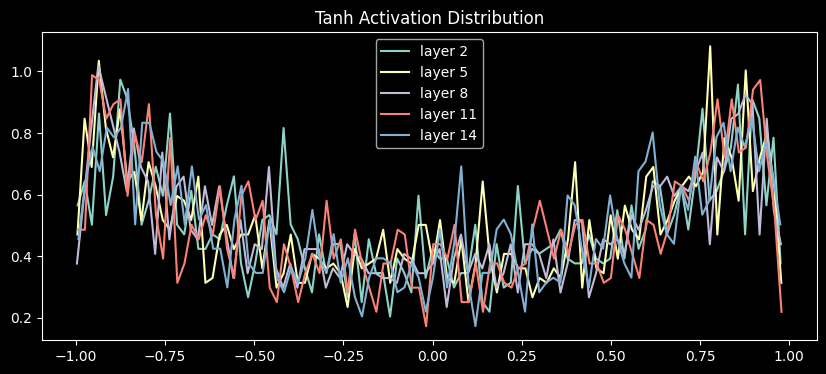 Tanh Activation Distribution
layer 2
layer 5
layer 8
layer 11
layer 14
1.0
0.8
0.6
0.4
0.2
−1.00 −0.75 −0.50 −0.25 0.00 0.25 0.50 0.75 1.00